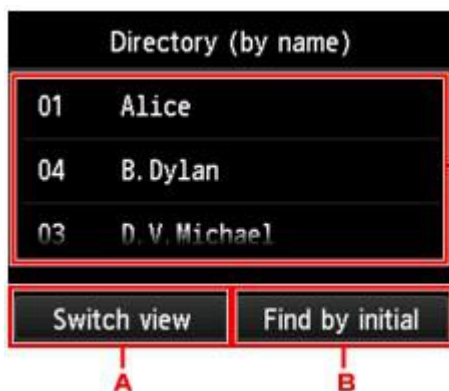 Directory (by name)
01 Alice
04 B.Dylan
03 D.V.Michael
Switch view Find by initial
A B